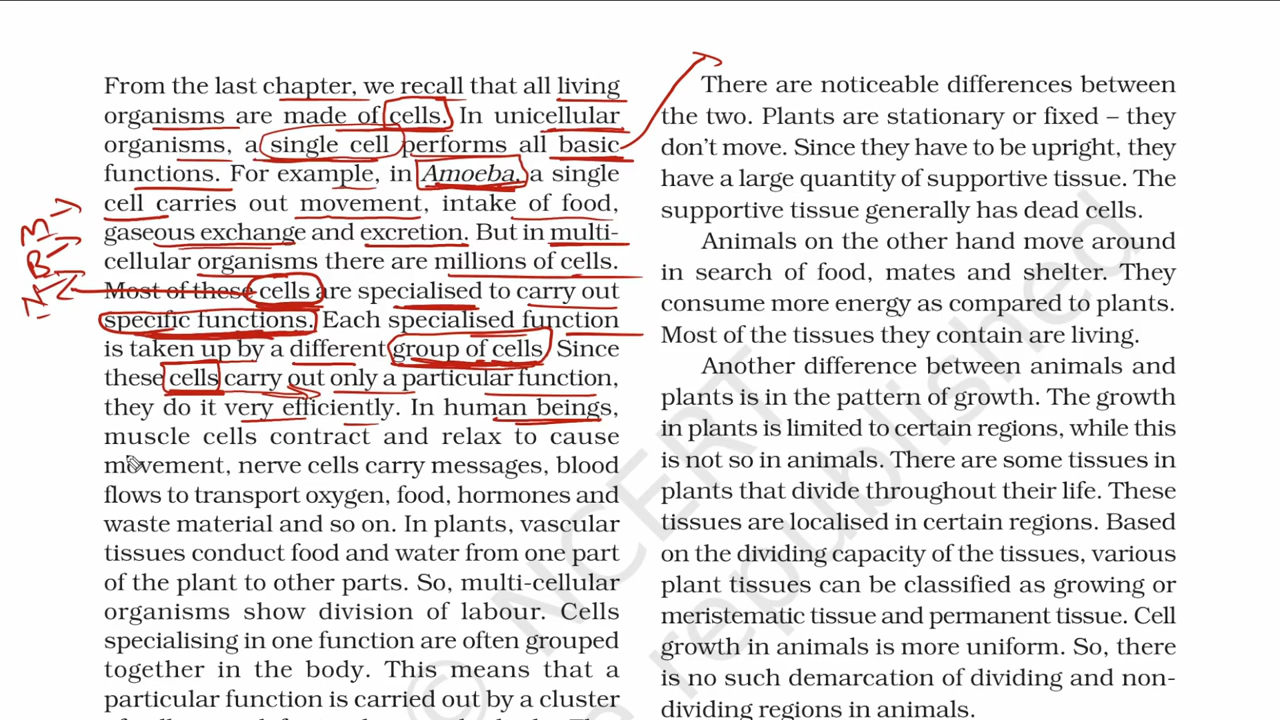 From the last chapter, we recall that all living
organisms are made of cells. In unicellular
organisms, a single cell performs all basic
functions. For example, in Amoeba, a single
cell carries out movement, intake of food,
gaseous exchange and excretion. But in multi-
cellular organisms there are millions of cells.
Most of these cells are specialised to carry out
specific functions. Each specialised function
is taken up by a different group of cells. Since
these cells carry out only a particular function,
they do it very efficiently. In human beings,
muscle cells contract and relax to cause
movement, nerve cells carry messages, blood
flows to transport oxygen, food, hormones and
waste material and so on. In plants, vascular
tissues conduct food and water from one part
of the plant to other parts. So, multi-cellular
organisms show division of labour. Cells
specialising in one function are often grouped
together in the body. This means that a
particular function is carried out by a cluster
M
B
N
There are noticeable differences between
the two. Plants are stationary or fixed – they
don't move. Since they have to be upright, they
have a large quantity of supportive tissue. The
supportive tissue generally has dead cells.
Animals on the other hand move around
in search of food, mates and shelter. They
consume more energy as compared to plants.
Most of the tissues they contain are living.
Another difference between animals and
plants is in the pattern of growth. The growth
in plants is limited to certain regions, while this
is not so in animals. There are some tissues in
plants that divide throughout their life. These
tissues are localised in certain regions. Based
on the dividing capacity of the tissues, various
plant tissues can be classified as growing or
meristematic tissue and permanent tissue. Cell
growth in animals is more uniform. So, there
is no such demarcation of dividing and non-
dividing regions in animals.
© NCERT
republished